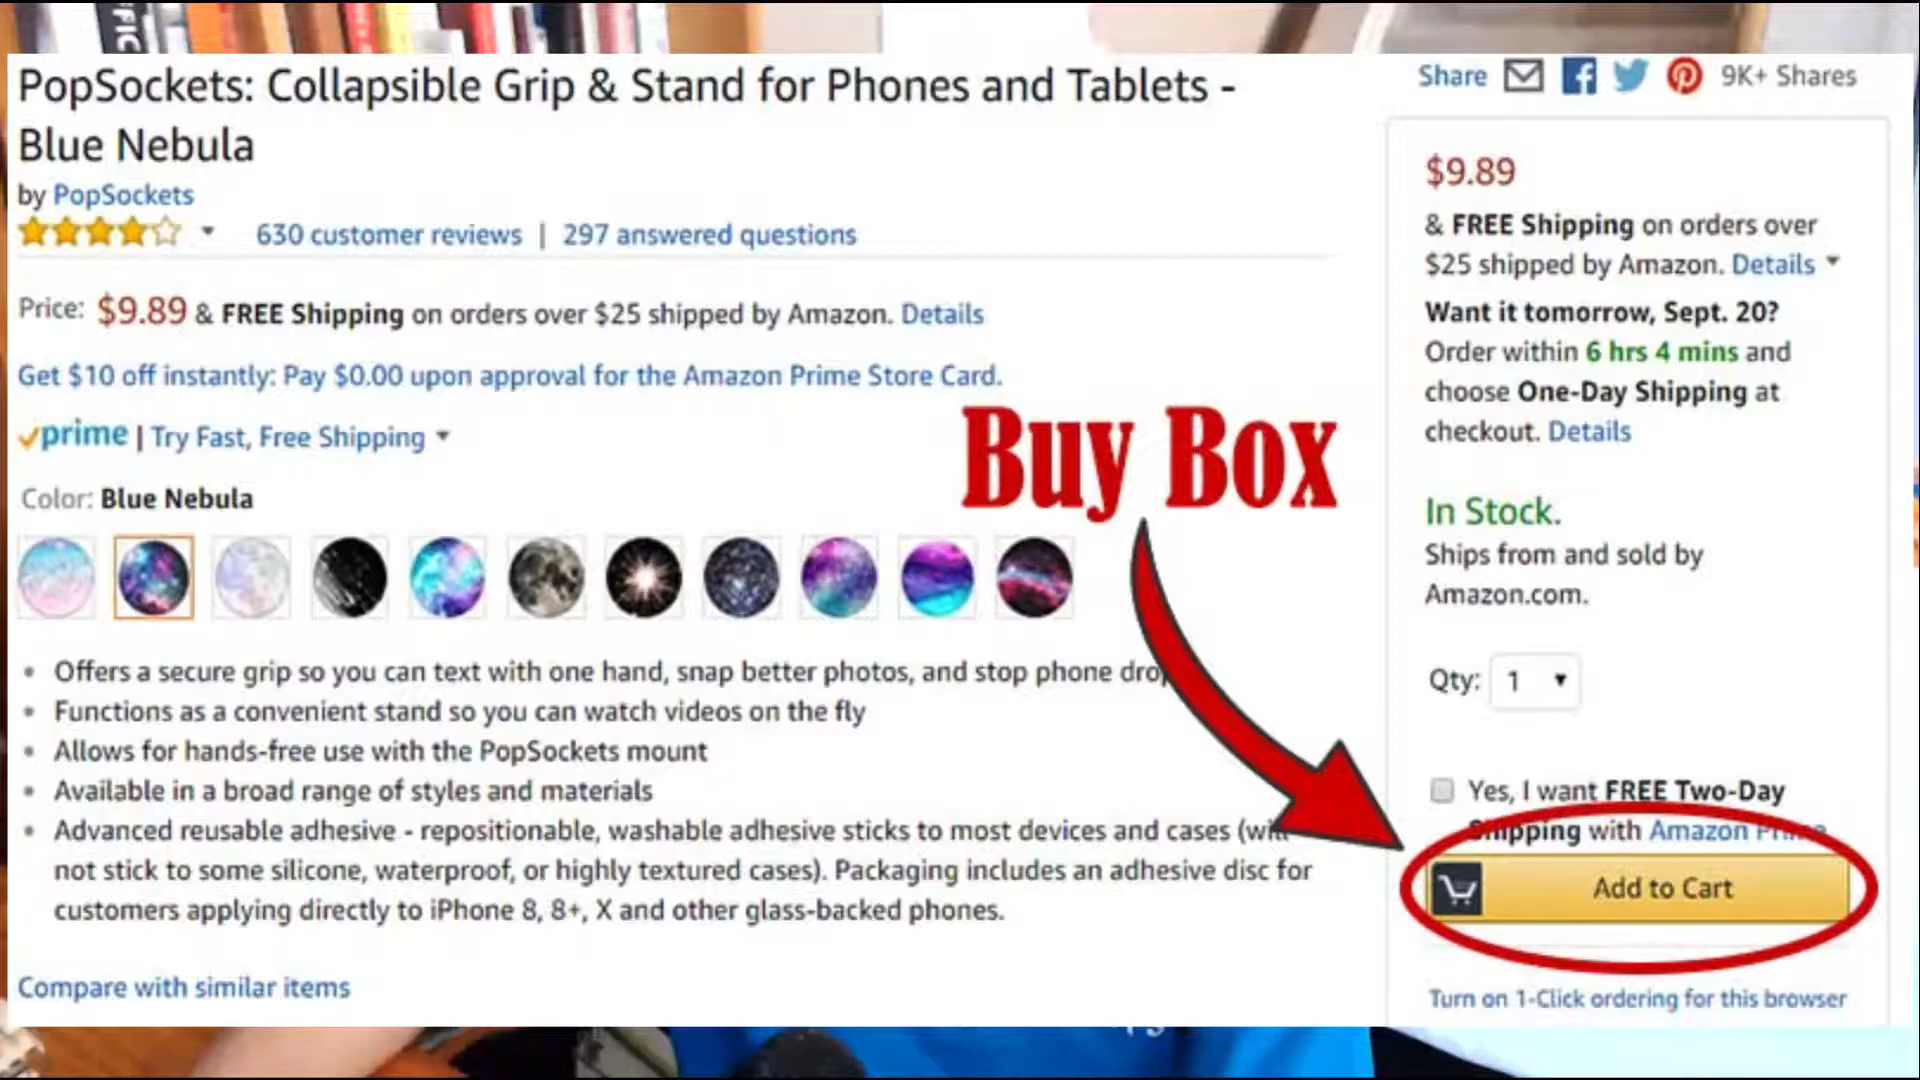 FIC
PopSockets: Collapsible Grip & Stand for Phones and Tablets -
Blue Nebula
by PopSockets
630 customer reviews | 297 answered questions
Price: $9.89 & FREE Shipping on orders over $25 shipped by Amazon. Details
Get $10 off instantly: Pay $0.00 upon approval for the Amazon Prime Store Card.
prime | Try Fast, Free Shipping
Color: Blue Nebula
Offers a secure grip so you can text with one hand, snap better photos, and stop phone
Functions as a convenient stand so you can watch videos on the fly
Allows for hands-free use with the PopSockets mount
Available in a broad range of styles and materials
Advanced reusable adhesive - repositionable, washable adhesive sticks to most devices and cases (will
not stick to some silicone, waterproof, or highly textured cases). Packaging includes an adhesive disc for
customers applying directly to iPhone 8, 8+, X and other glass-backed phones.
Compare with similar items
Buy Box
Share 9K+ Shares
$9.89
& FREE Shipping on orders over
$25 shipped by Amazon. Details
Want it tomorrow, Sept. 20?
Order within 6 hrs 4 mins and
choose One-Day Shipping at
checkout. Details
In Stock.
Ships from and sold by
Amazon.com.
Qty: 1
Yes, I want FREE Two-Day
Shipping with Amazon Prime
Add to Cart
Turn on 1-Click ordering for this browser